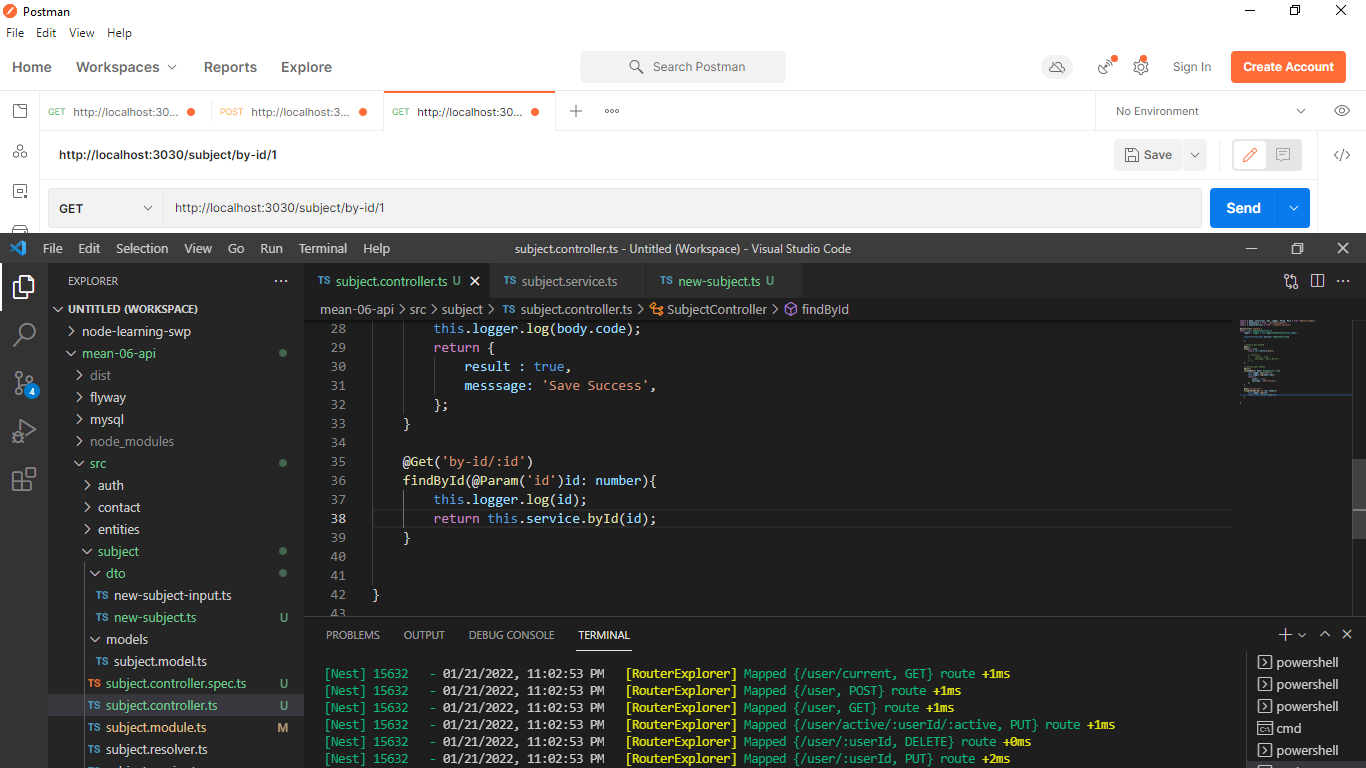 Postman
File Edit View Help
Home Workspaces Reports Explore Search Postman Sign In Create Account
GET http://localhost:30... POST http://localhost:3... GET http://localhost:30... No Environment
http://localhost:3030/subject/by-id/1 Save
GET http://localhost:3030/subject/by-id/1 Send
File Edit Selection View Go Run Terminal Help subject.controller.ts - Untitled (Workspace) - Visual Studio Code
EXPLORER
UNTITLED (WORKSPACE)
node-learning-swp
mean-06-api
dist
flyway
mysql
node_modules
src
auth
contact
entities
subject
dto
TS new-subject-input.ts
TS new-subject.ts U
models
TS subject.model.ts
TS subject.controller.spec.ts U
TS subject.controller.ts U
TS subject.module.ts M
TS subject.resolver.ts
4
TS subject.controller.ts U TS subject.service.ts TS new-subject.ts U
mean-06-api > src > subject > TS subject.controller.ts > SubjectController > findById
28 this.logger.log(body.code);
29 return {
30 result : true,
31 messsage: 'Save Success',
32 };
33 }
34
35 @Get('by-id/:id')
36 findById(@Param('id')id: number){
37 this.logger.log(id);
38 return this.service.byId(id);
39 }
40
41
42 }
43
PROBLEMS OUTPUT DEBUG CONSOLE TERMINAL
[Nest] 15632 - 01/21/2022, 11:02:53 PM [RouterExplorer] Mapped {/user/current, GET} route +1ms
[Nest] 15632 - 01/21/2022, 11:02:53 PM [RouterExplorer] Mapped {/user, POST} route +1ms
[Nest] 15632 - 01/21/2022, 11:02:53 PM [RouterExplorer] Mapped {/user, GET} route +1ms
[Nest] 15632 - 01/21/2022, 11:02:53 PM [RouterExplorer] Mapped {/user/active/:userId/:active, PUT} route +1ms
[Nest] 15632 - 01/21/2022, 11:02:53 PM [RouterExplorer] Mapped {/user/:userId, DELETE} route +0ms
[Nest] 15632 - 01/21/2022, 11:02:53 PM [RouterExplorer] Mapped {/user/:userId, PUT} route +2ms
powershell
powershell
powershell
cmd
powershell